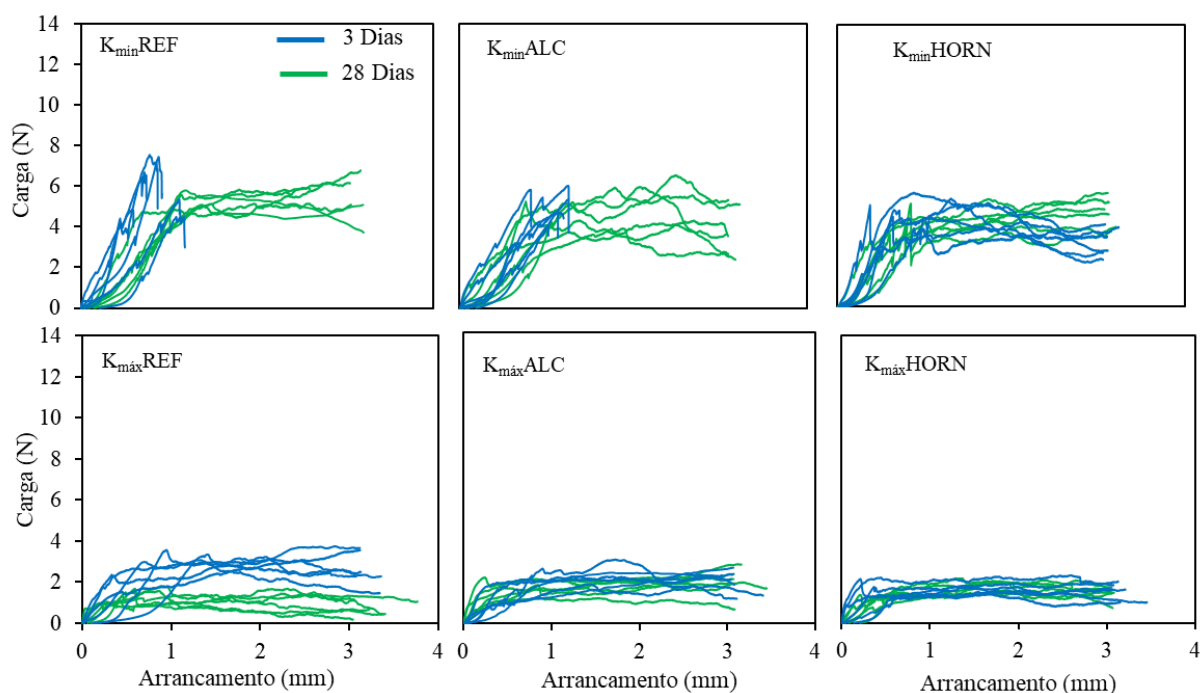 14
12
10
8
6
4
2
0
Carga (N)
KminREF
3 Dias
28 Dias
KminALC
KminHORN
14
12
10
8
6
4
2
0
Carga (N)
KmáxREF
KmáxALC
KmáxHORN
0 1 2 3 4
0 1 2 3 4
0 1 2 3 4
Arrancamento (mm)
Arrancamento (mm)
Arrancamento (mm)